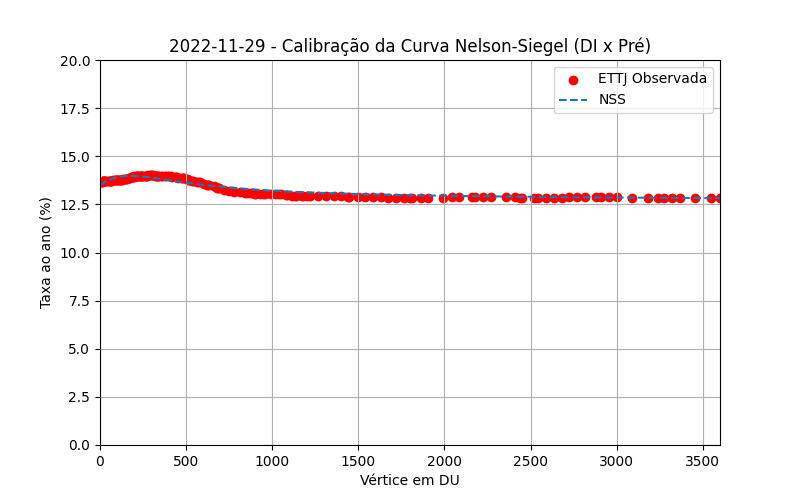 2022-11-29 - Calibração da Curva Nelson-Siegel (DI x Pré)
ETTJ Observada
NSS
20.0
17.5
15.0
12.5
10.0
7.5
5.0
2.5
0.0
Taxa ao ano (%)
0 500 1000 1500 2000 2500 3000 3500
Vértice em DU